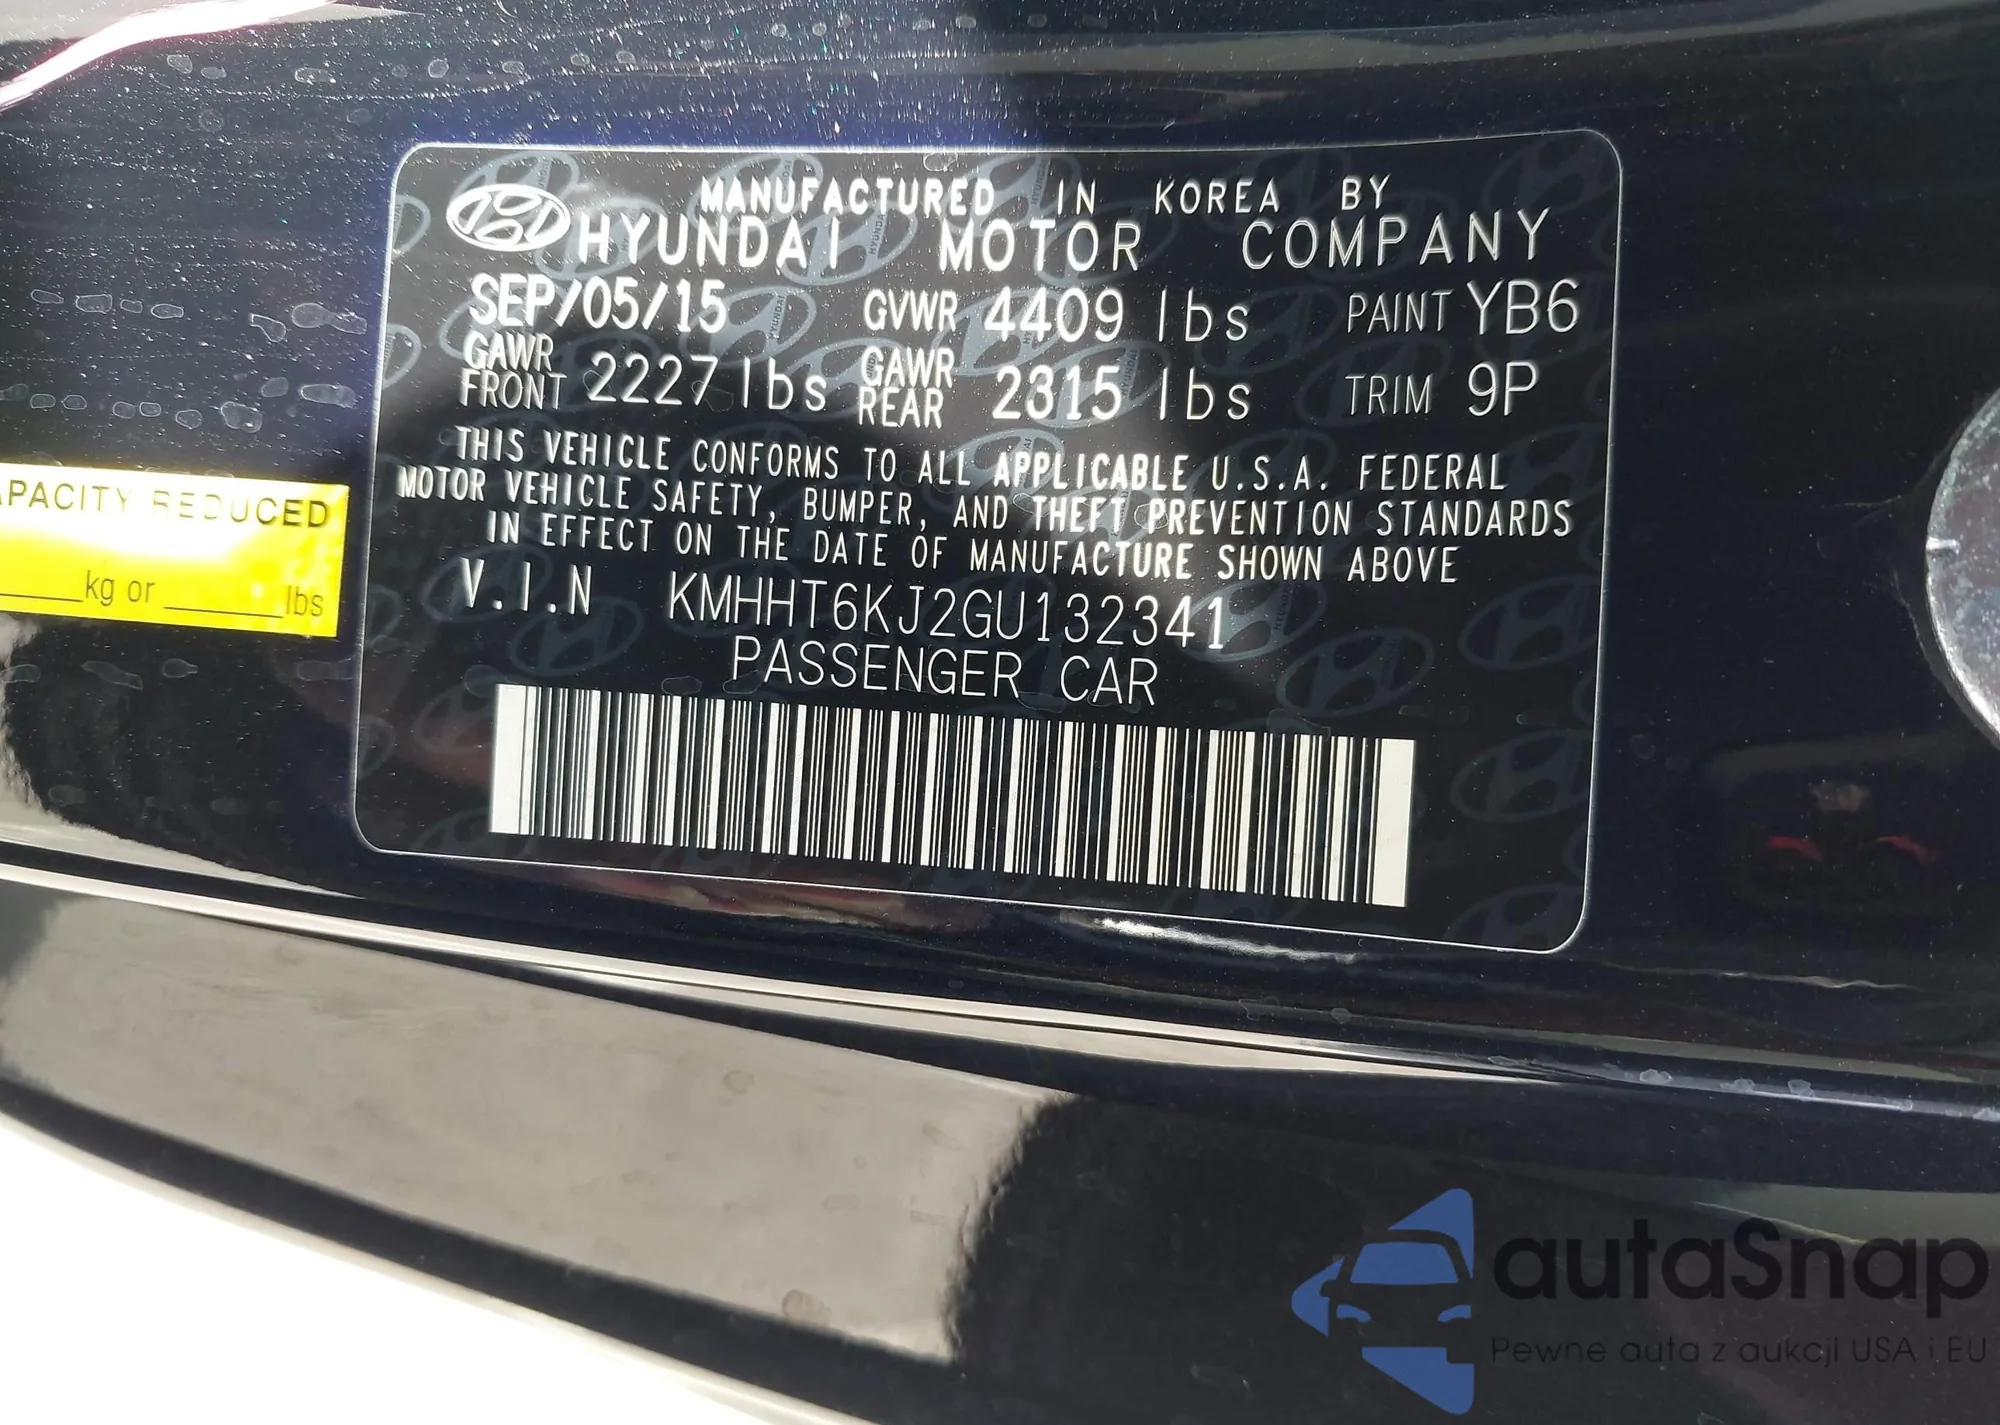 MANUFACTURED IN KOREA BY
HYUNDAI MOTOR COMPANY
SEP/05/15 GVWR 4409 lbs PAINT YB6
GAWR FRONT 2227 lbs GAWR REAR 2315 lbs TRIM 9P
THIS VEHICLE CONFORMS TO ALL APPLICABLE U.S.A. FEDERAL
MOTOR VEHICLE SAFETY, BUMPER, AND THEFT PREVENTION STANDARDS
IN EFFECT ON THE DATE OF MANUFACTURE SHOWN ABOVE
V.I.N KMHHT6KJ2GU132341
PASSENGER CAR
APACITY REDUCED
____kg or ______lbs
autaSnap
Pewne auta z aukcji USA i EU